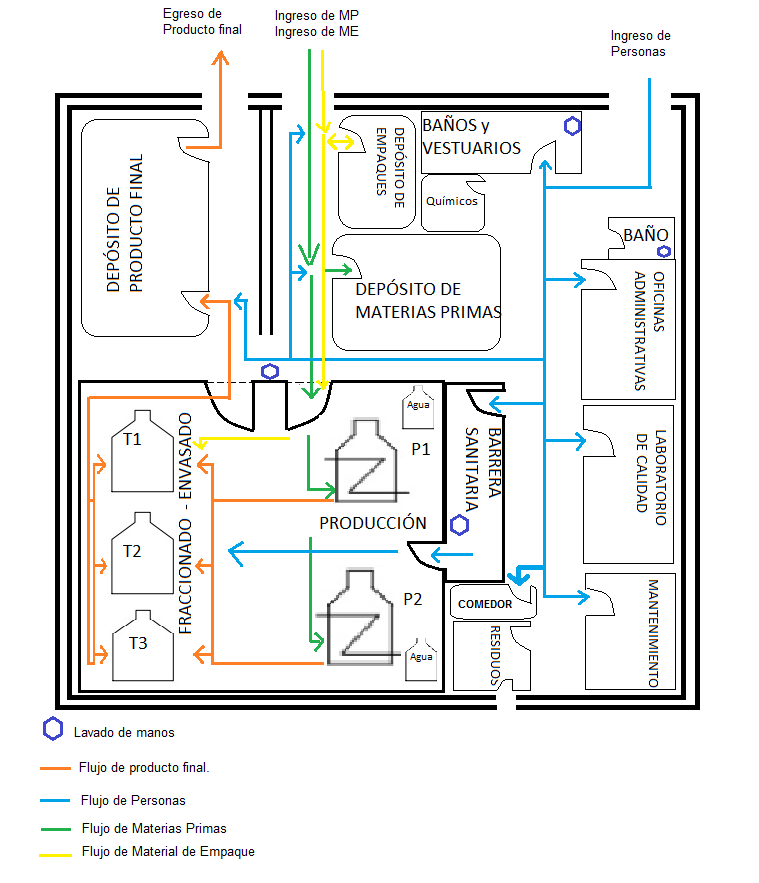 Egreso de
Producto final
Ingreso de MP
Ingreso de ME
Ingreso de
Personas
DEPÓSITO DE
PRODUCTO FINAL
DEPÓSITO DE
EMPAQUES
BAÑOS y
VESTUARIOS
Químicos
BAÑO
DEPÓSITO DE
MATERIAS PRIMAS
OFICINAS
ADMINISTRATIVAS
Agua
T1
P1
FRACCIONADO - ENVASADO
BARRERA
SANITARIA
LABORATORIO
DE CALIDAD
PRODUCCIÓN
T2
P2
T3
Agua
COMEDOR
RESIDUOS
MANTENIMIENTO
Lavado de manos
Flujo de producto final.
Flujo de Personas
Flujo de Materias Primas
Flujo de Material de Empaque